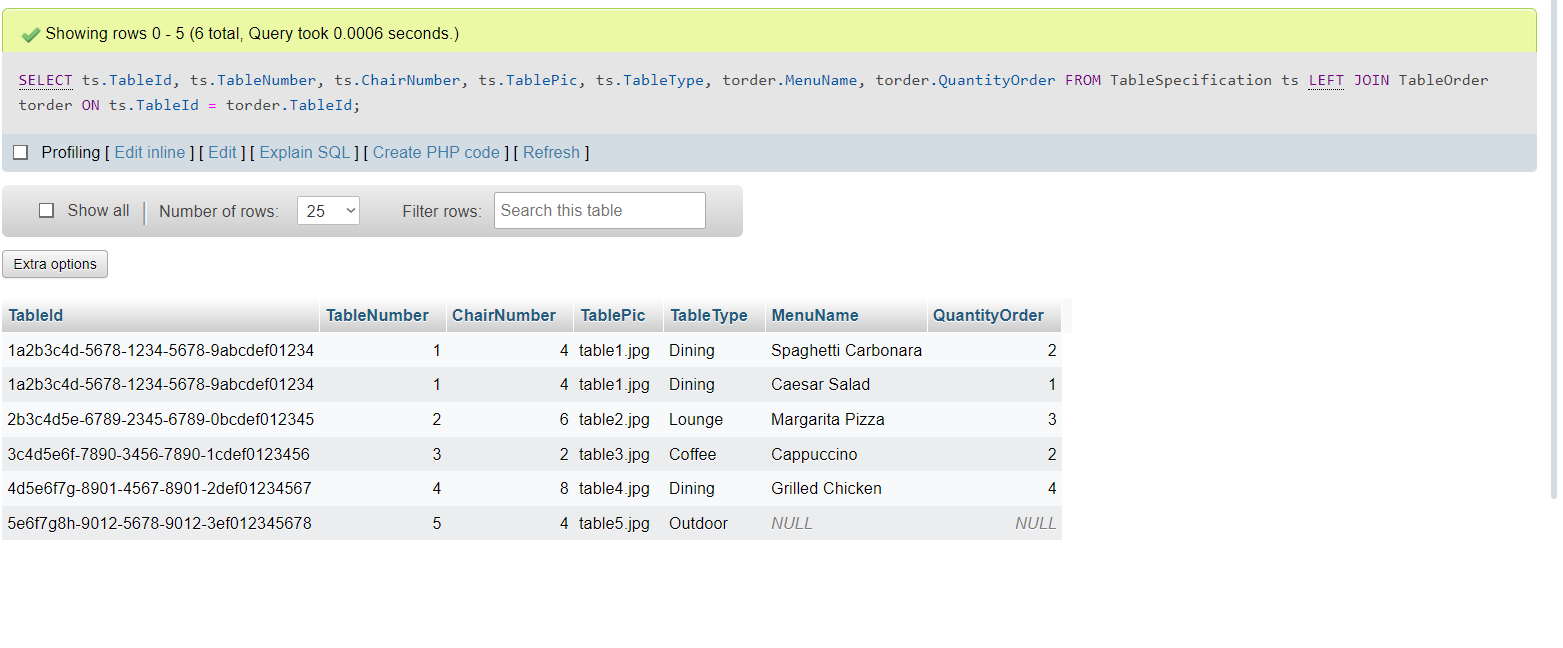 Showing rows 0 - 5 (6 total, Query took 0.0006 seconds.)
SELECT ts.TableId, ts.TableNumber, ts.ChairNumber, ts.TablePic, ts.TableType, torder.MenuName, torder.QuantityOrder FROM TableSpecification ts LEFT JOIN TableOrder
torder ON ts.TableId = torder.TableId;
Profiling [ Edit inline ] [ Edit ] [ Explain SQL ] [ Create PHP code ] [ Refresh ]
Show all Number of rows: 25 Filter rows: Search this table
Extra options
TableId TableNumber ChairNumber TablePic TableType MenuName QuantityOrder
1a2b3c4d-5678-1234-5678-9abcdef01234 1 4 table1.jpg Dining Spaghetti Carbonara 2
1a2b3c4d-5678-1234-5678-9abcdef01234 1 4 table1.jpg Dining Caesar Salad 1
2b3c4d5e-6789-2345-6789-0bcdef012345 2 6 table2.jpg Lounge Margarita Pizza 3
3c4d5e6f-7890-3456-7890-1cdef0123456 3 2 table3.jpg Coffee Cappuccino 2
4d5e6f7g-8901-4567-8901-2def01234567 4 8 table4.jpg Dining Grilled Chicken 4
5e6f7g8h-9012-5678-9012-3ef012345678 5 4 table5.jpg Outdoor NULL NULL